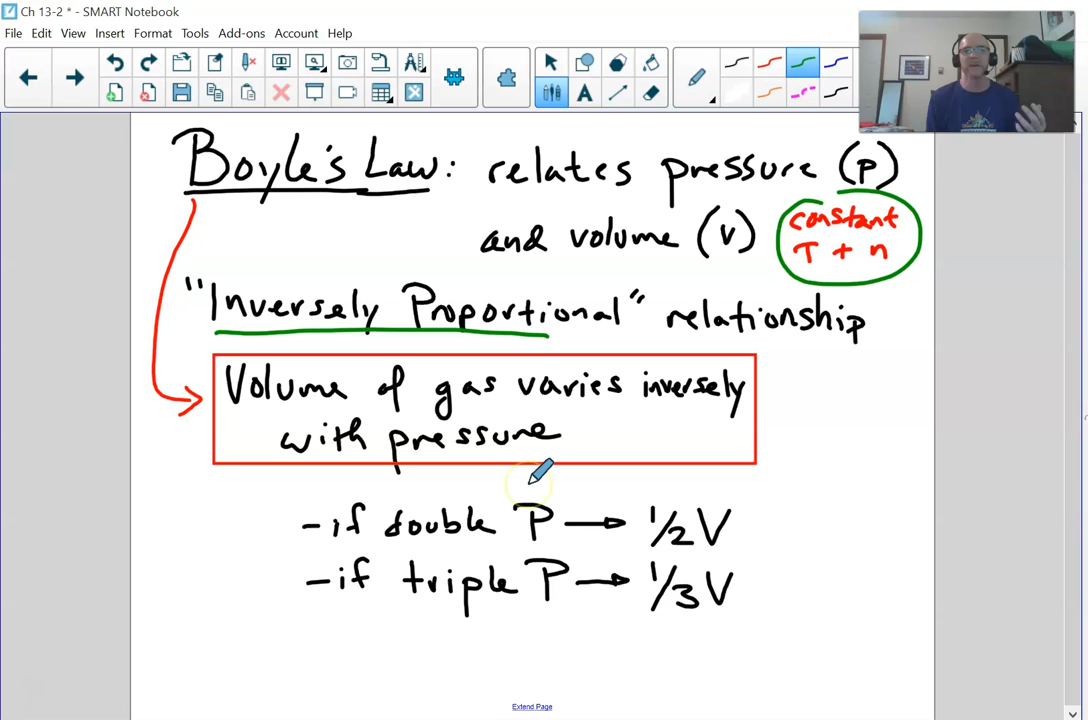 Ch 13-2 * - SMART Notebook
File Edit View Insert Format Tools Add-ons Account Help
Boyle's Law: relates pressure (P)
and volume (V)
constant
T + n
"Inversely Proportional" relationship
Volume of gas varies inversely
with pressure
- if double P → 1/2 V
- if triple P → 1/3 V
Extend Page